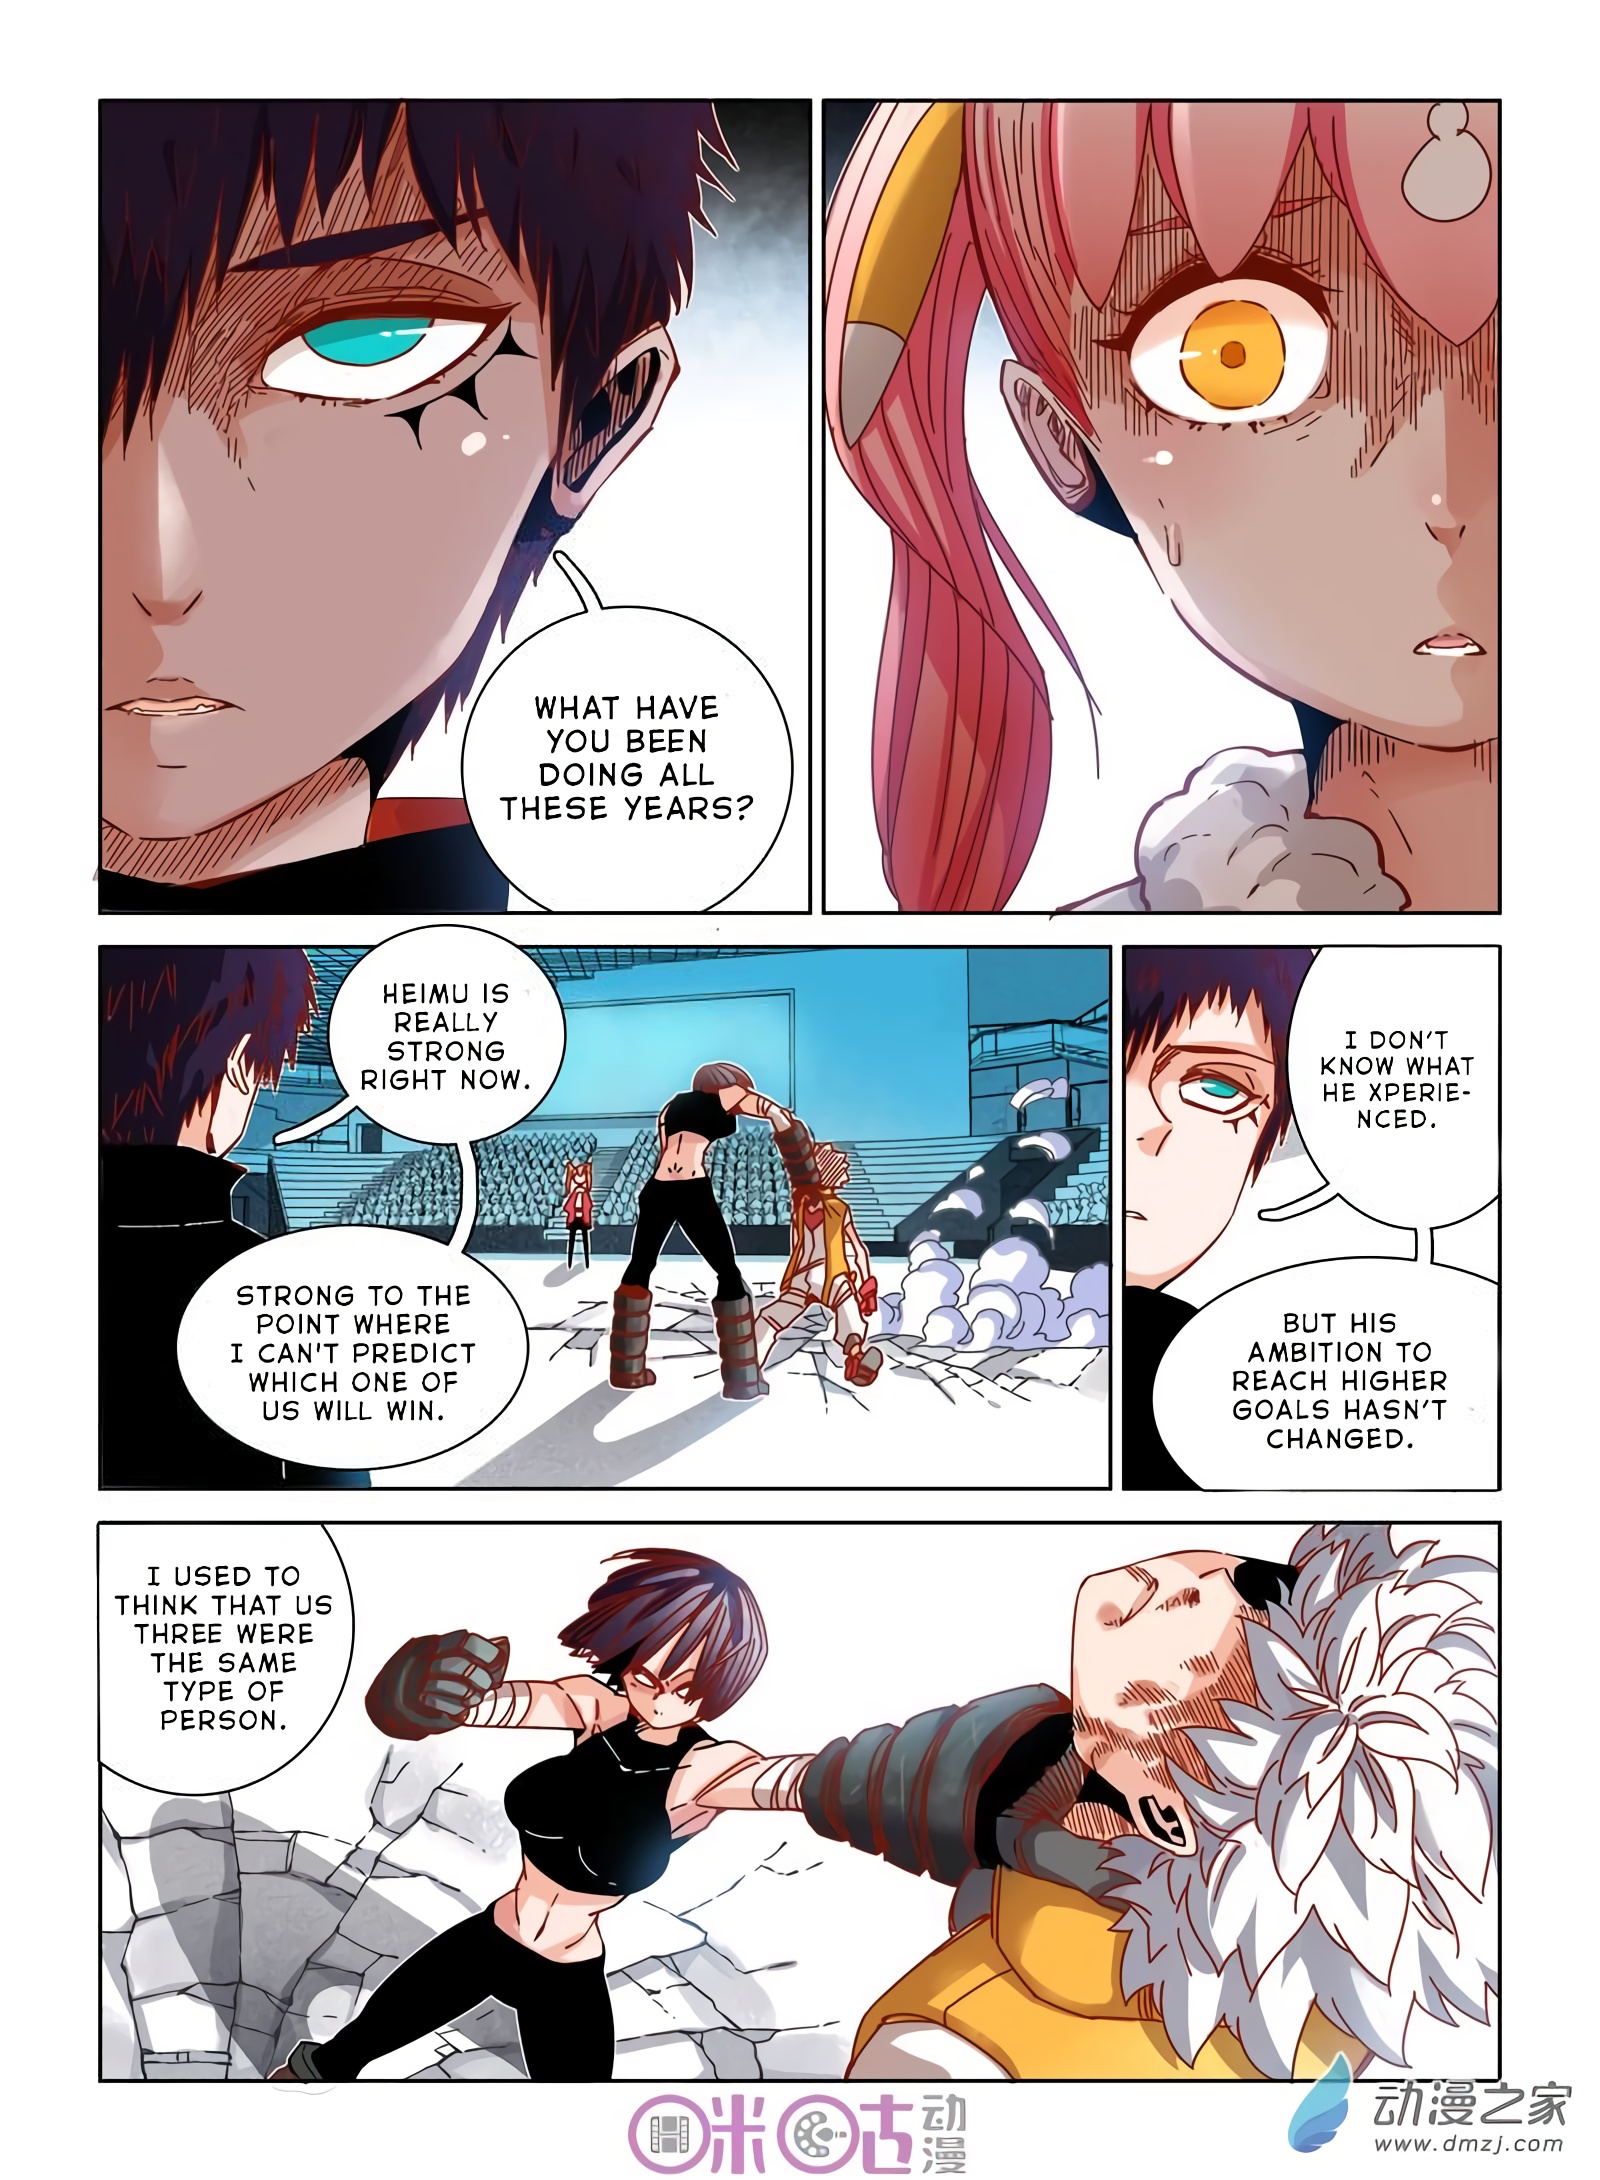 WHAT HAVE
YOU BEEN
DOING ALL
THESE YEARS?
HEIMU IS
REALLY
STRONG
RIGHT NOW.
STRONG TO THE
POINT WHERE
I CAN'T PREDICT
WHICH ONE OF
US WILL WIN.
I DON'T
KNOW WHAT
HE XPERIE-
NCED.
BUT HIS
AMBITION TO
REACH HIGHER
GOALS HASN'T
CHANGED.
I USED TO
THINK THAT US
THREE WERE
THE SAME
TYPE OF
PERSON.
咪咕动漫
动漫之家
www.dmzj.com